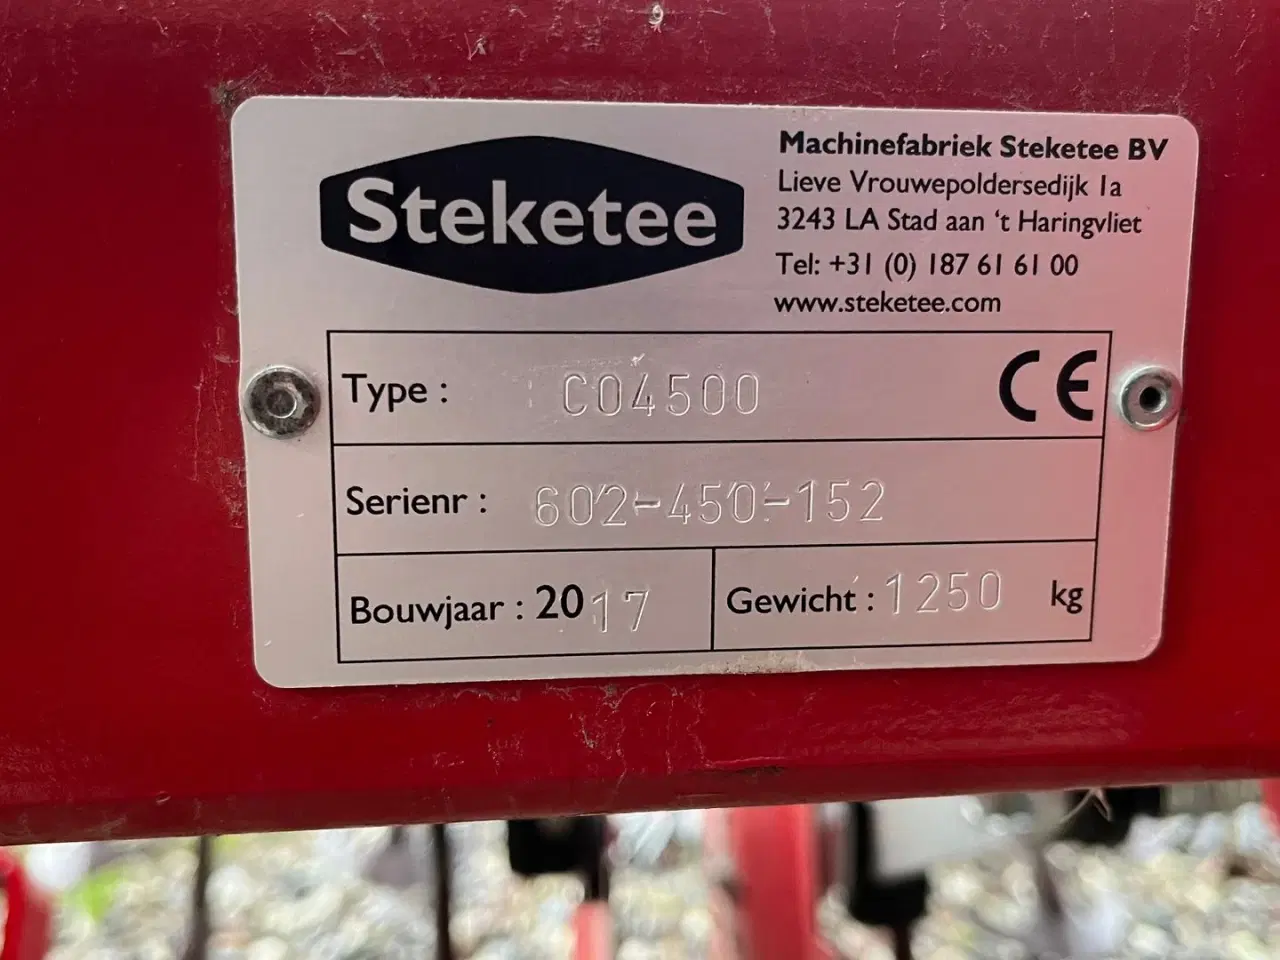 Steketee
Machinefabriek Steketee BV
Lieve Vrouwepoldersedijk 1a
3243 LA Stad aan ‘t Haringvliet
Tel: +31 (0) 187 61 61 00
www.steketee.com
Type : CO4500 CE
Serienr : 602-450-152
Bouwjaar : 2017 Gewicht : 1250 kg